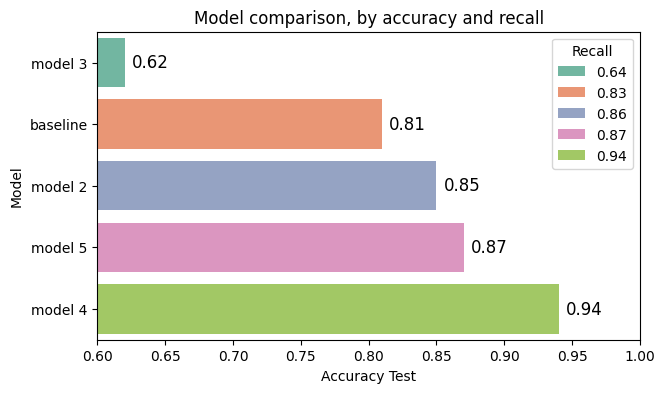 Model comparison, by accuracy and recall
Model
model 3
0.62
baseline
0.81
model 2
0.85
model 5
0.87
model 4
0.94
Recall
0.64
0.83
0.86
0.87
0.94
0.60 0.65 0.70 0.75 0.80 0.85 0.90 0.95 1.00
Accuracy Test